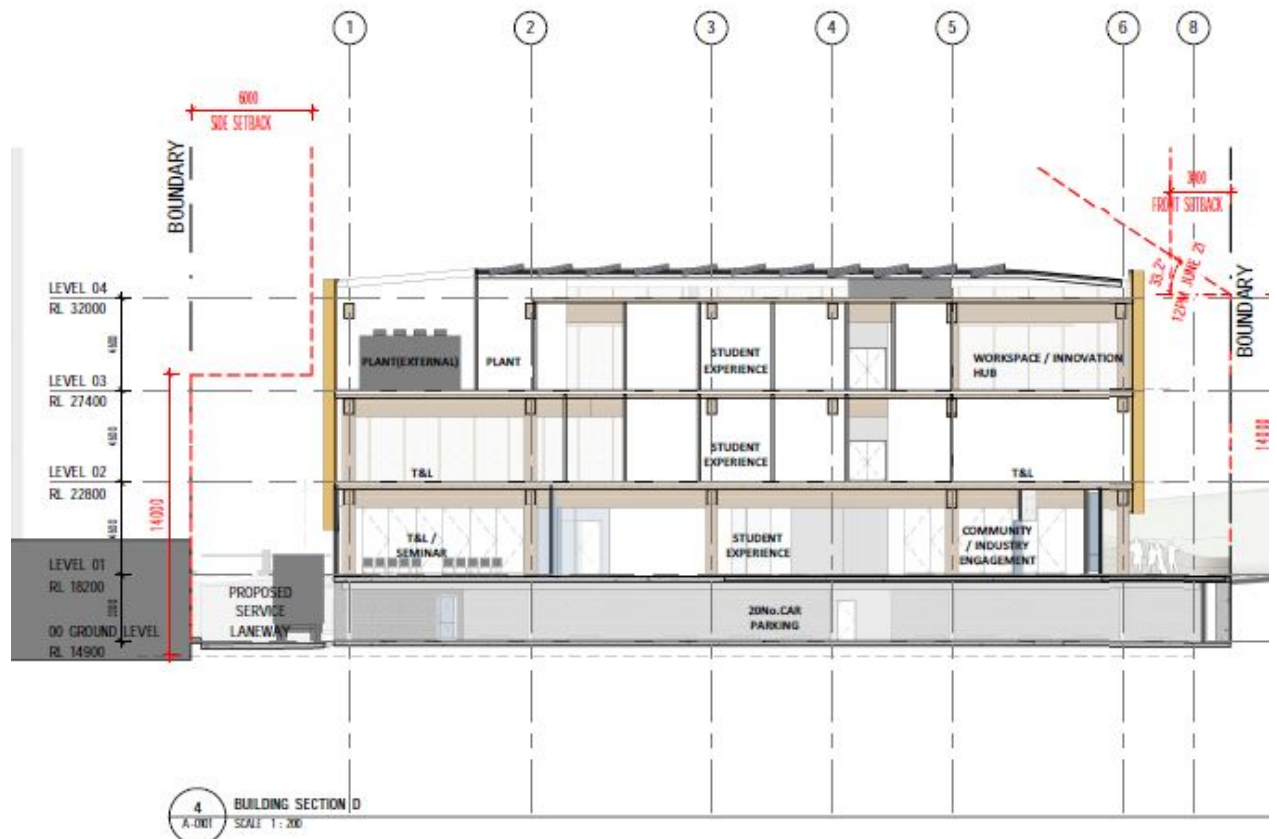 1
2
3
4
5
6
8
6000
SIDE SETBACK
BOUNDARY
3000
FRONT SETBACK
33.2°
12PM JUNE 21
BOUNDARY
LEVEL 04
RL 32000
4600
PLANT(EXTERNAL)
PLANT
STUDENT
EXPERIENCE
WORKSPACE / INNOVATION
HUB
LEVEL 03
RL 27400
4600
14000
STUDENT
EXPERIENCE
T&L
T&L
LEVEL 02
RL 22800
14000
4600
T&L /
SEMINAR
STUDENT
EXPERIENCE
COMMUNITY
/ INDUSTRY
ENGAGEMENT
LEVEL 01
RL 18200
PROPOSED
SERVICE
LANEWAY
20No.CAR
PARKING
00 GROUND LEVEL
RL 14900
4
A-0101
BUILDING SECTION D
SCALE 1 : 200